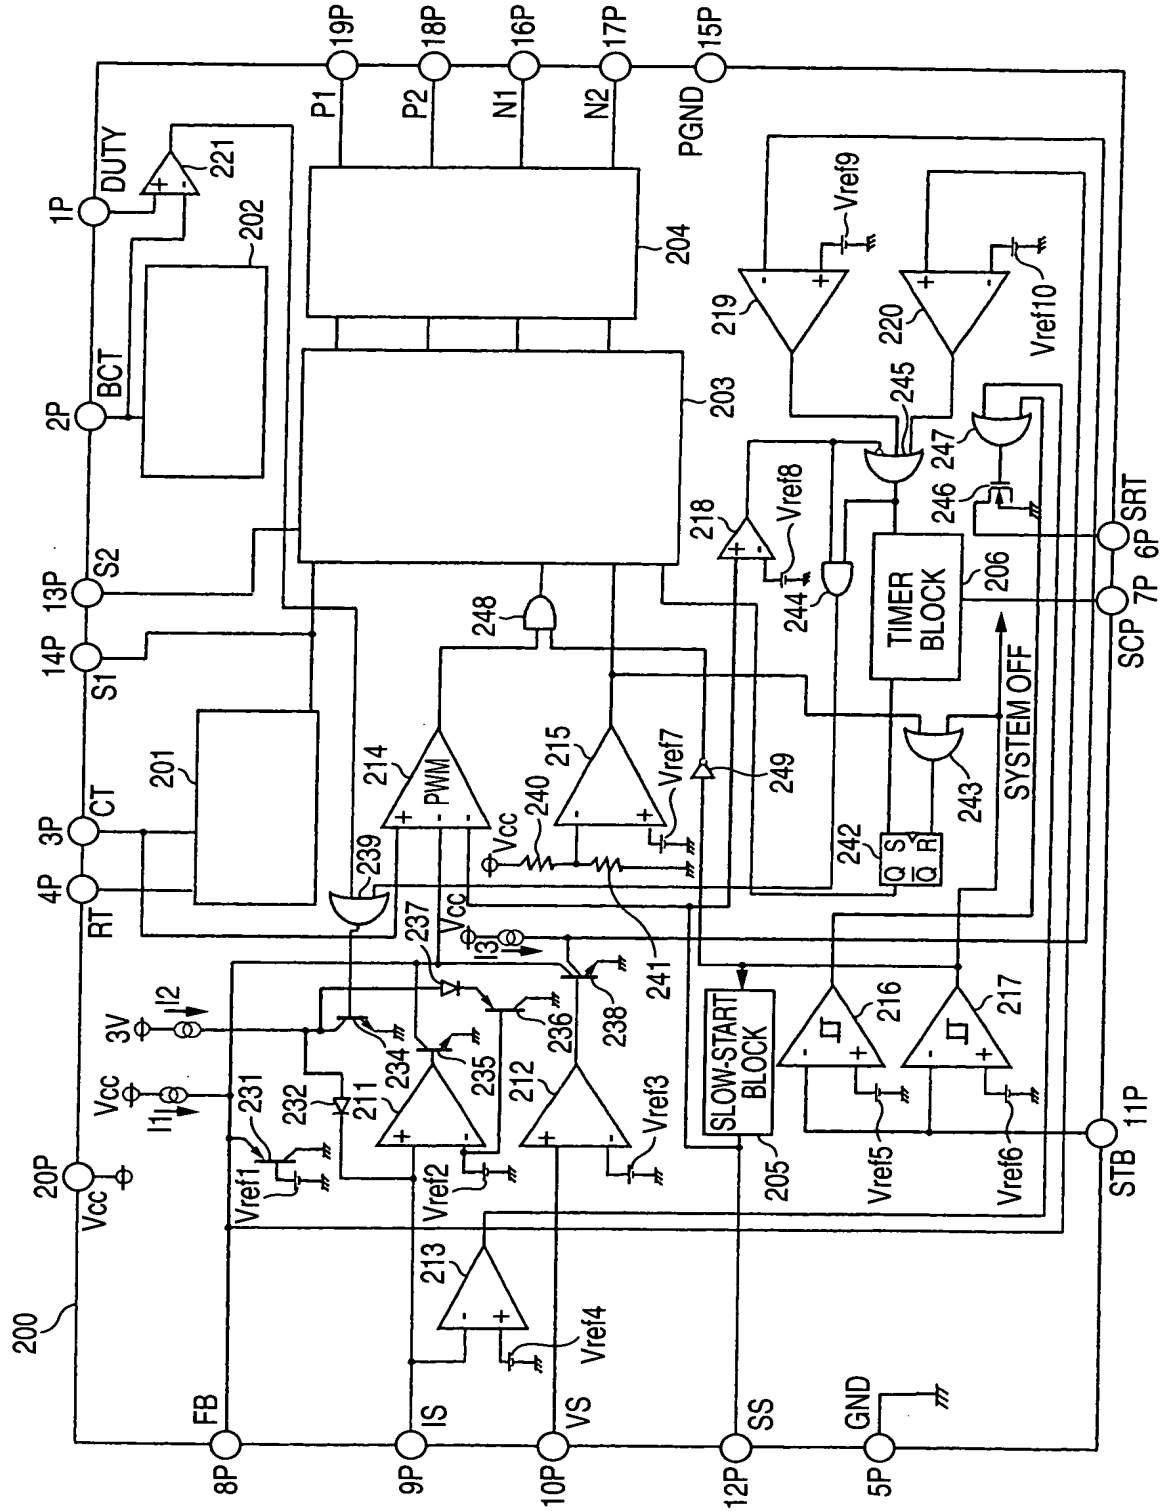 200
20P
Vcc
4P
RT
3P
CT
14P
S1
13P
S2
2P
BCT
1P
DUTY
8P
FB
9P
IS
10P
VS
12P
SS
5P
GND
19P
P1
18P
P2
16P
N1
17P
N2
15P
PGND
11P
STB
7P
SCP
6P
SRT
Vcc
I1
3V
I2
231
Vref1
232
234
211
Vref2
235
237
236
Vcc
I3
238
212
Vref3
213
Vref4
239
201
202
221
203
204
214
PWM
215
Vcc
240
241
Vref7
248
249
218
Vref8
219
Vref9
220
Vref10
244
245
247
246
TIMER
BLOCK
206
242
S
Q
Q
R
243
SYSTEM OFF
SLOW-START
BLOCK
205
216
Vref5
217
Vref6
+
-